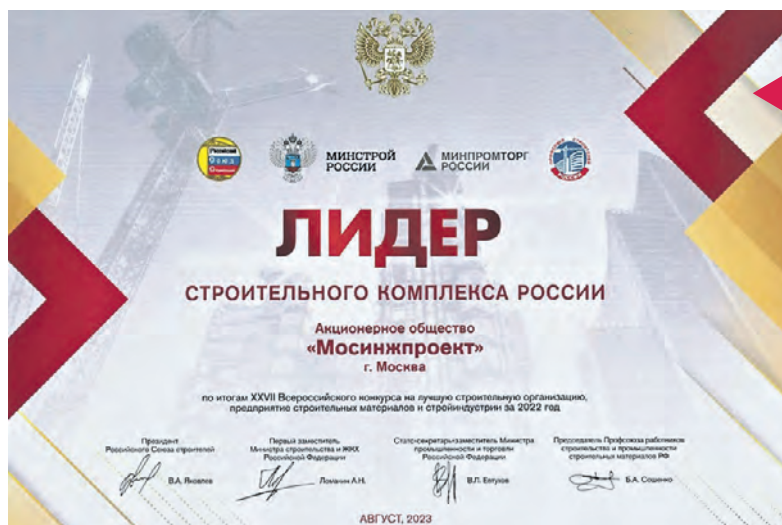 Российский
Союз
Строителей
МИНСТРОЙ
РОССИИ
МИНПРОМТОРГ
РОССИИ
ЛИДЕР
СТРОИТЕЛЬНОГО КОМПЛЕКСА РОССИИ
Акционерное общество
«Мосинжпроект»
г. Москва
по итогам XXVII Всероссийского конкурса на лучшую строительную организацию,
предприятие строительных материалов и стройиндустрии за 2022 год
Президент
Российского Союза строителей
В.А. Яковлев
Первый заместитель
Министра строительства и ЖКХ
Российской Федерации
Ломакин А.Н.
Статс-секретарь-заместитель Министра
промышленности и торговли
Российской Федерации
В.Л. Евтухов
Председатель Профсоюза работников
строительства и промышленности
строительных материалов РФ
Б.А. Сошенко
АВГУСТ, 2023